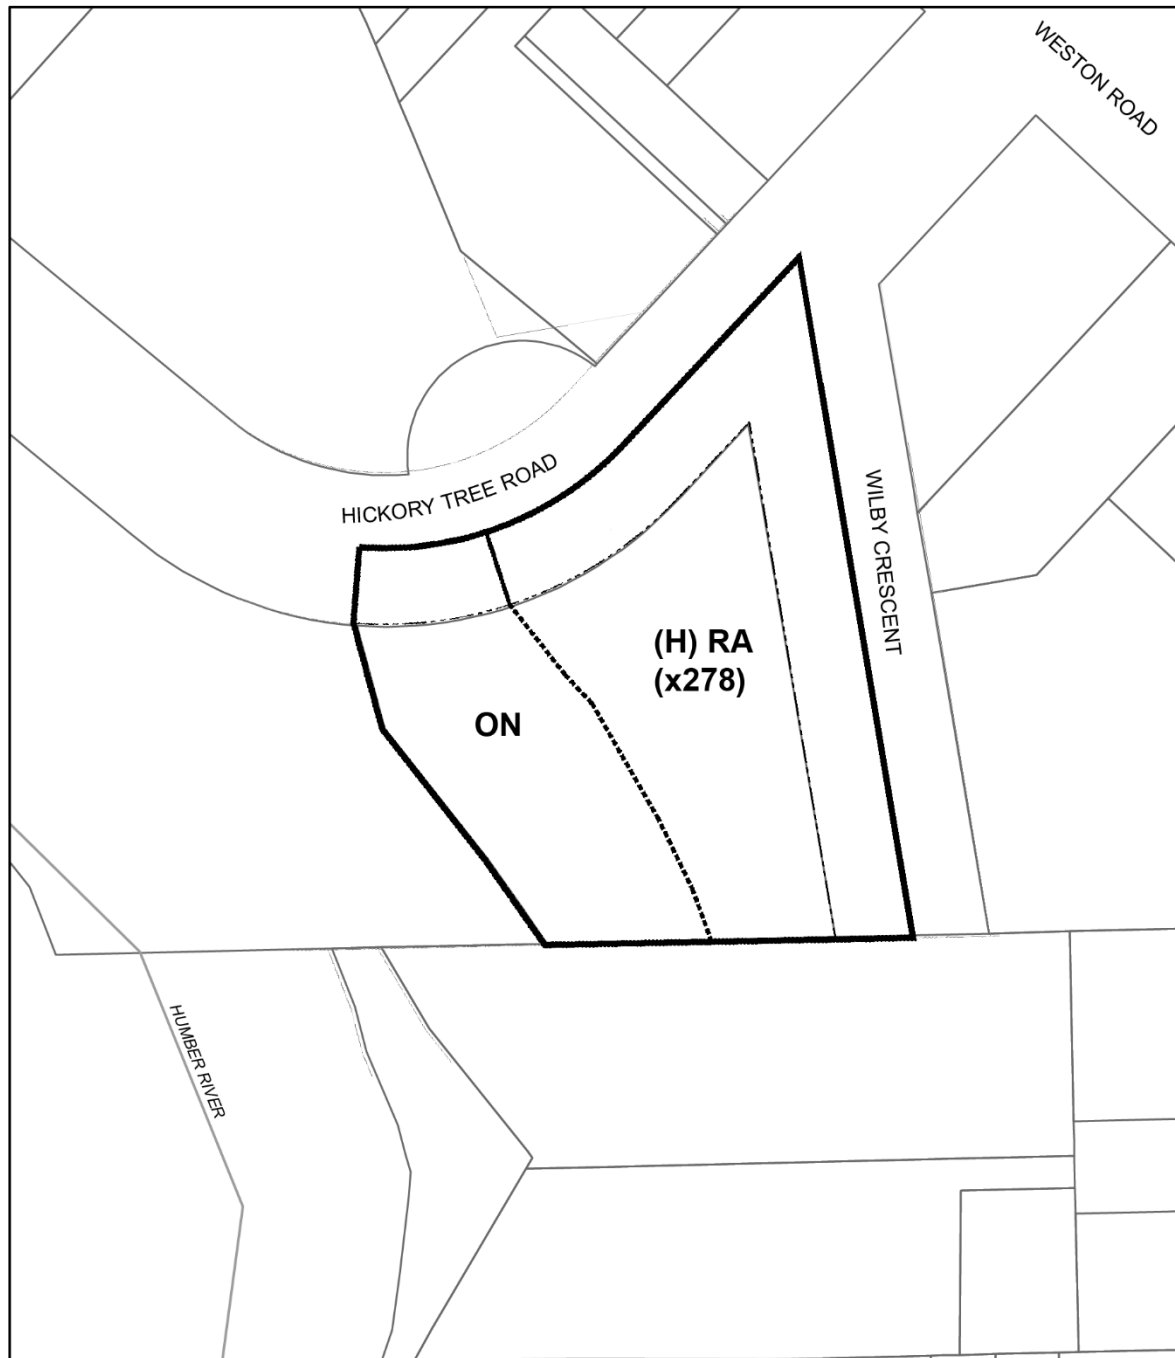 WESTON ROAD
HICKORY TREE ROAD
WILBY CRESCENT
(H) RA
(x278)
ON
HUMBER RIVER